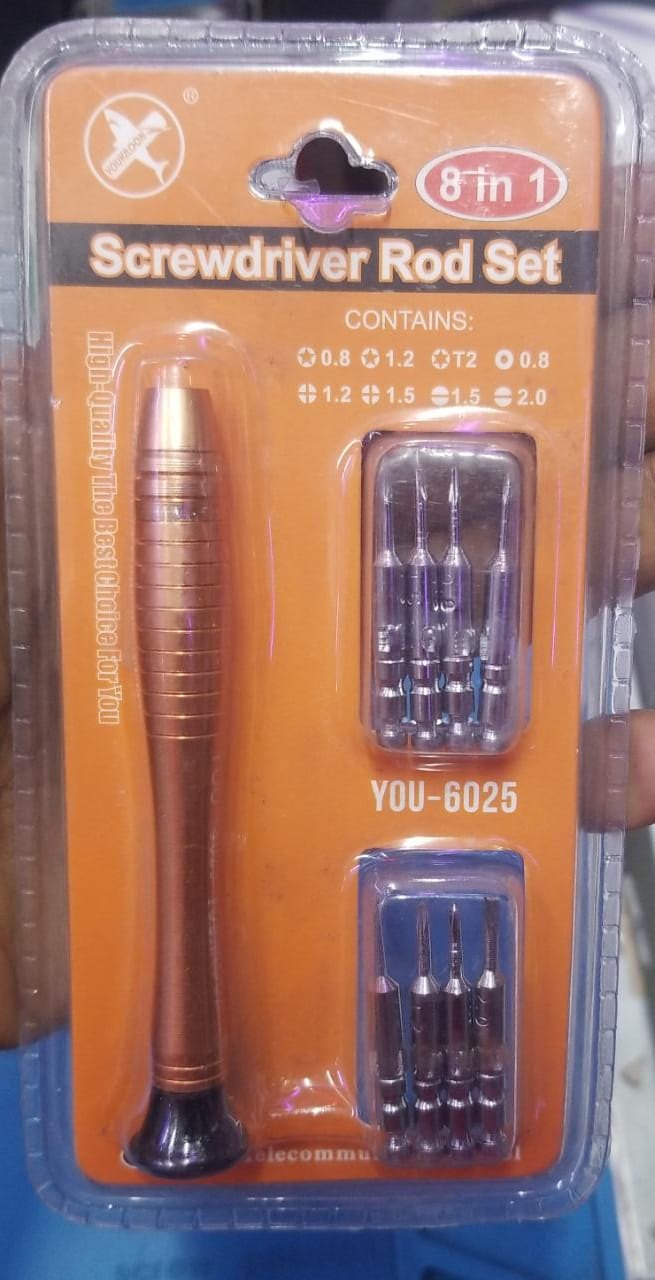 YOUKROOM
®
8 in 1
Screwdriver Rod Set
CONTAINS:
0.8 1.2 T2 0.8
1.2 1.5 1.5 2.0
High-Quality The Best Choice For You
YOU-6025